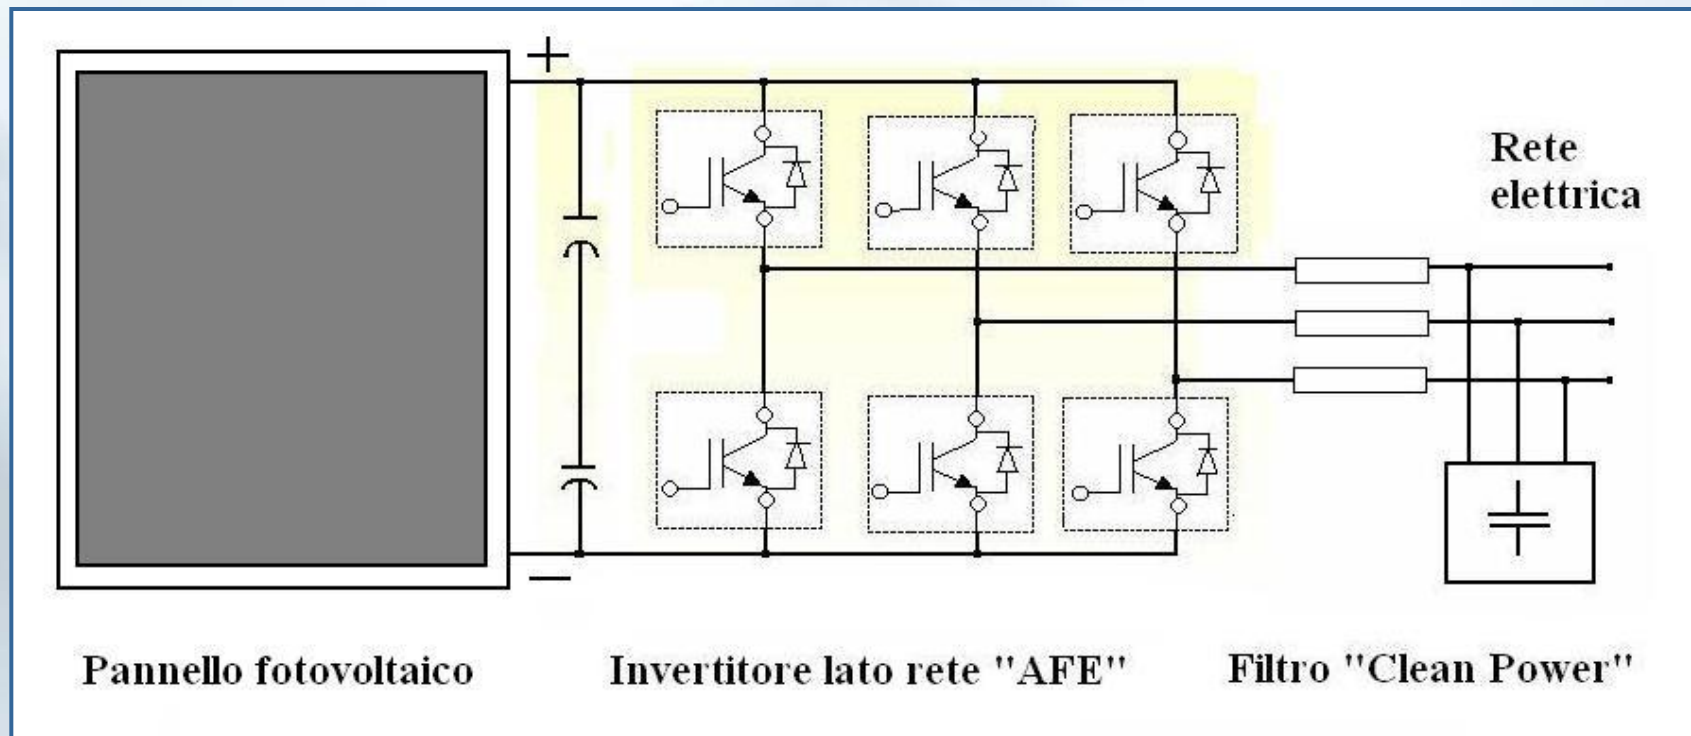 +
Rete
elettrica
—
Pannello fotovoltaico
Invertitore lato rete "AFE"
Filtro "Clean Power"